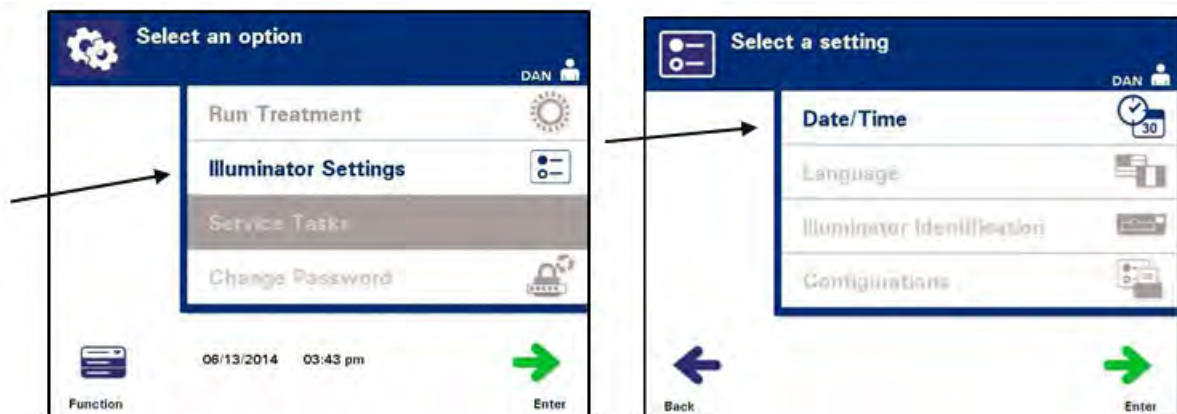 Select an option
DAN
Run Treatment
Illuminator Settings
Service Tasks
Change Password
06/13/2014 03:43 pm
Function
Enter
Select a setting
DAN
Date/Time
30
Language
Illuminator Identification
Configurations
Back
Enter